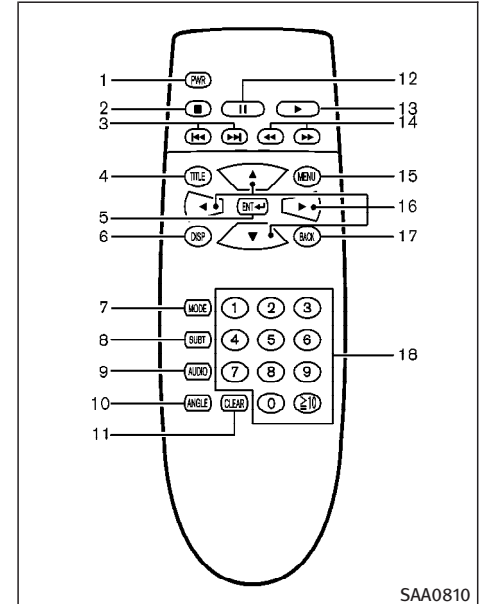 1 PWR 12
2 13
3 14
4 TITLE MENU 15
5 ENT 16
6 DISP BACK 17
7 MODE 1 2 3
8 SUBT 4 5 6 18
9 AUDIO 7 8 9
10 ANGLE CLEAR 0 ≧10
11
SAA0810